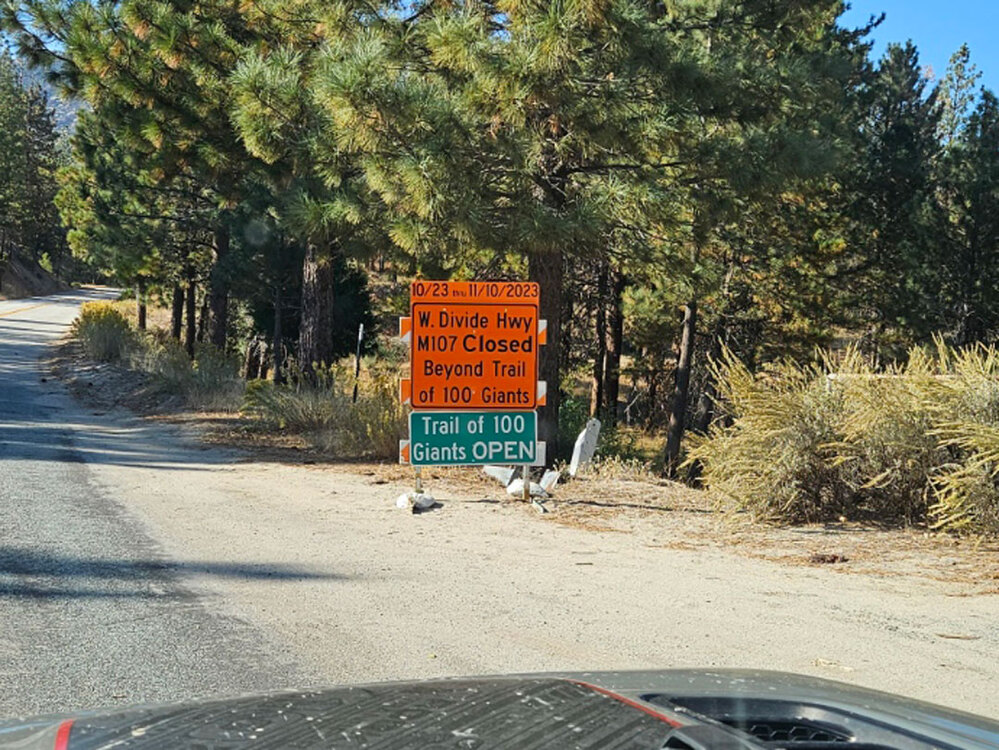 10/23 thru 11/10/2023
W. Divide Hwy
M107 Closed
Beyond Trail
of 100 Giants
Trail of 100
Giants OPEN